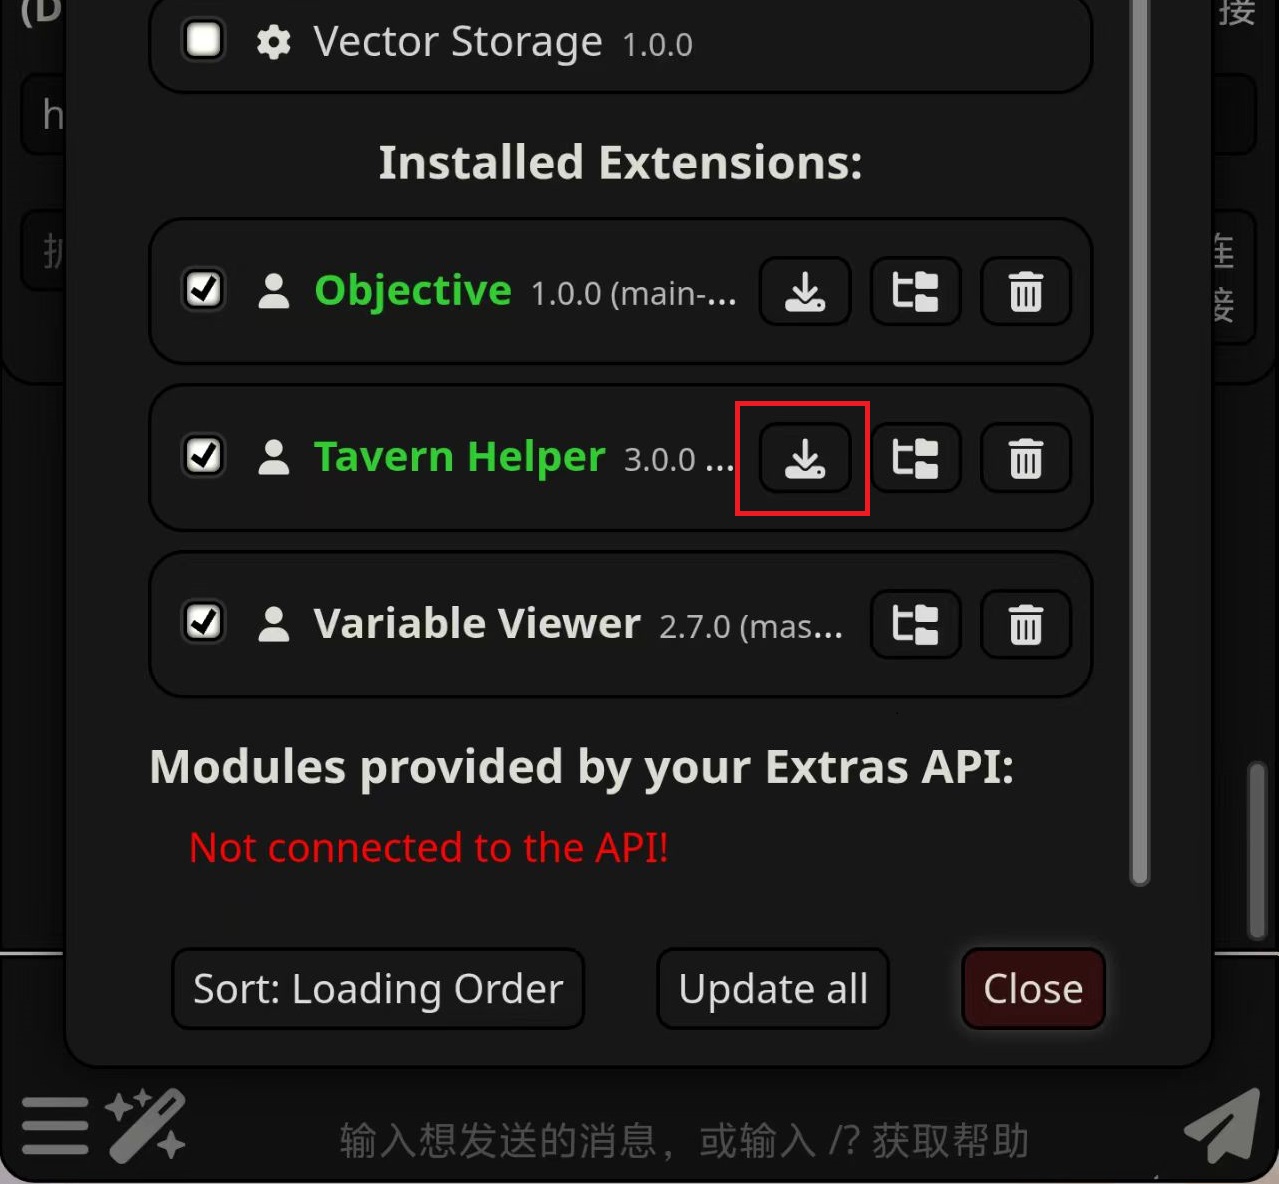 (D
接
Vector Storage 1.0.0
h
Installed Extensions:
Objective 1.0.0 (main-...
连
接
Tavern Helper 3.0.0 ...
Variable Viewer 2.7.0 (mas...
Modules provided by your Extras API:
Not connected to the API!
Sort: Loading Order
Update all
Close
输入想发送的消息，或输入 /? 获取帮助